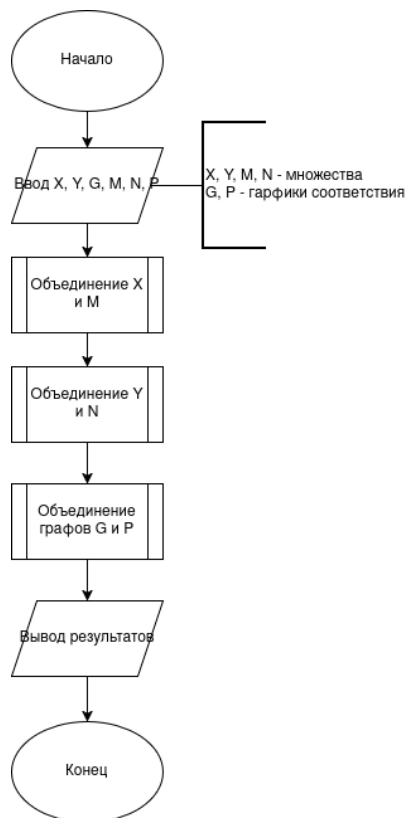 Начало
Ввод X, Y, G, M, N, P
X, Y, M, N - множества
G, P - гарфики соответствия
Объединение X
и M
Объединение Y
и N
Объединение
графов G и P
Вывод результатов
Конец